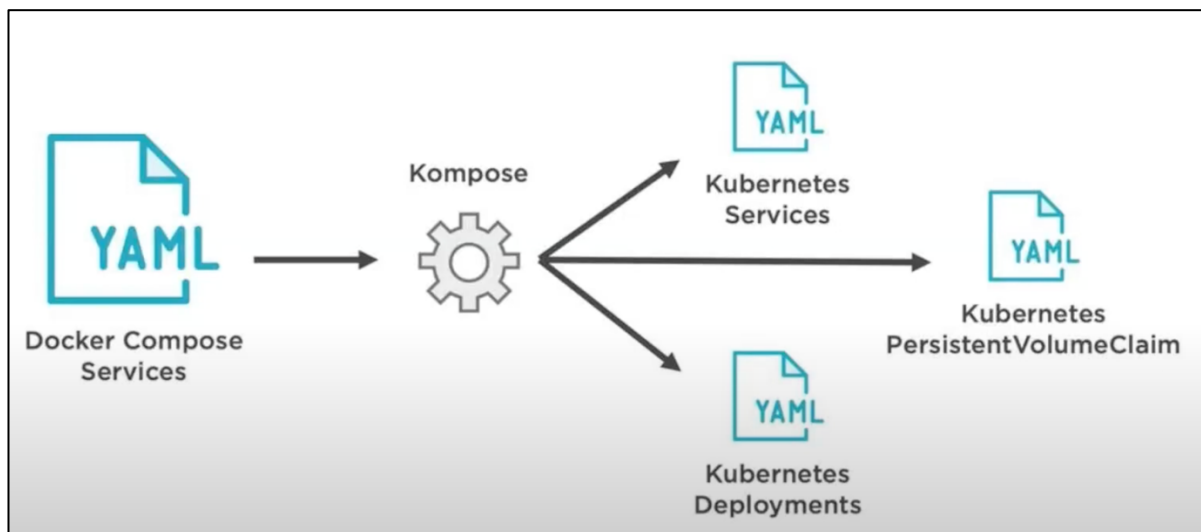 YAML
Docker Compose
Services
Kompose
YAML
Kubernetes
Services
YAML
Kubernetes
PersistentVolumeClaim
YAML
Kubernetes
Deployments